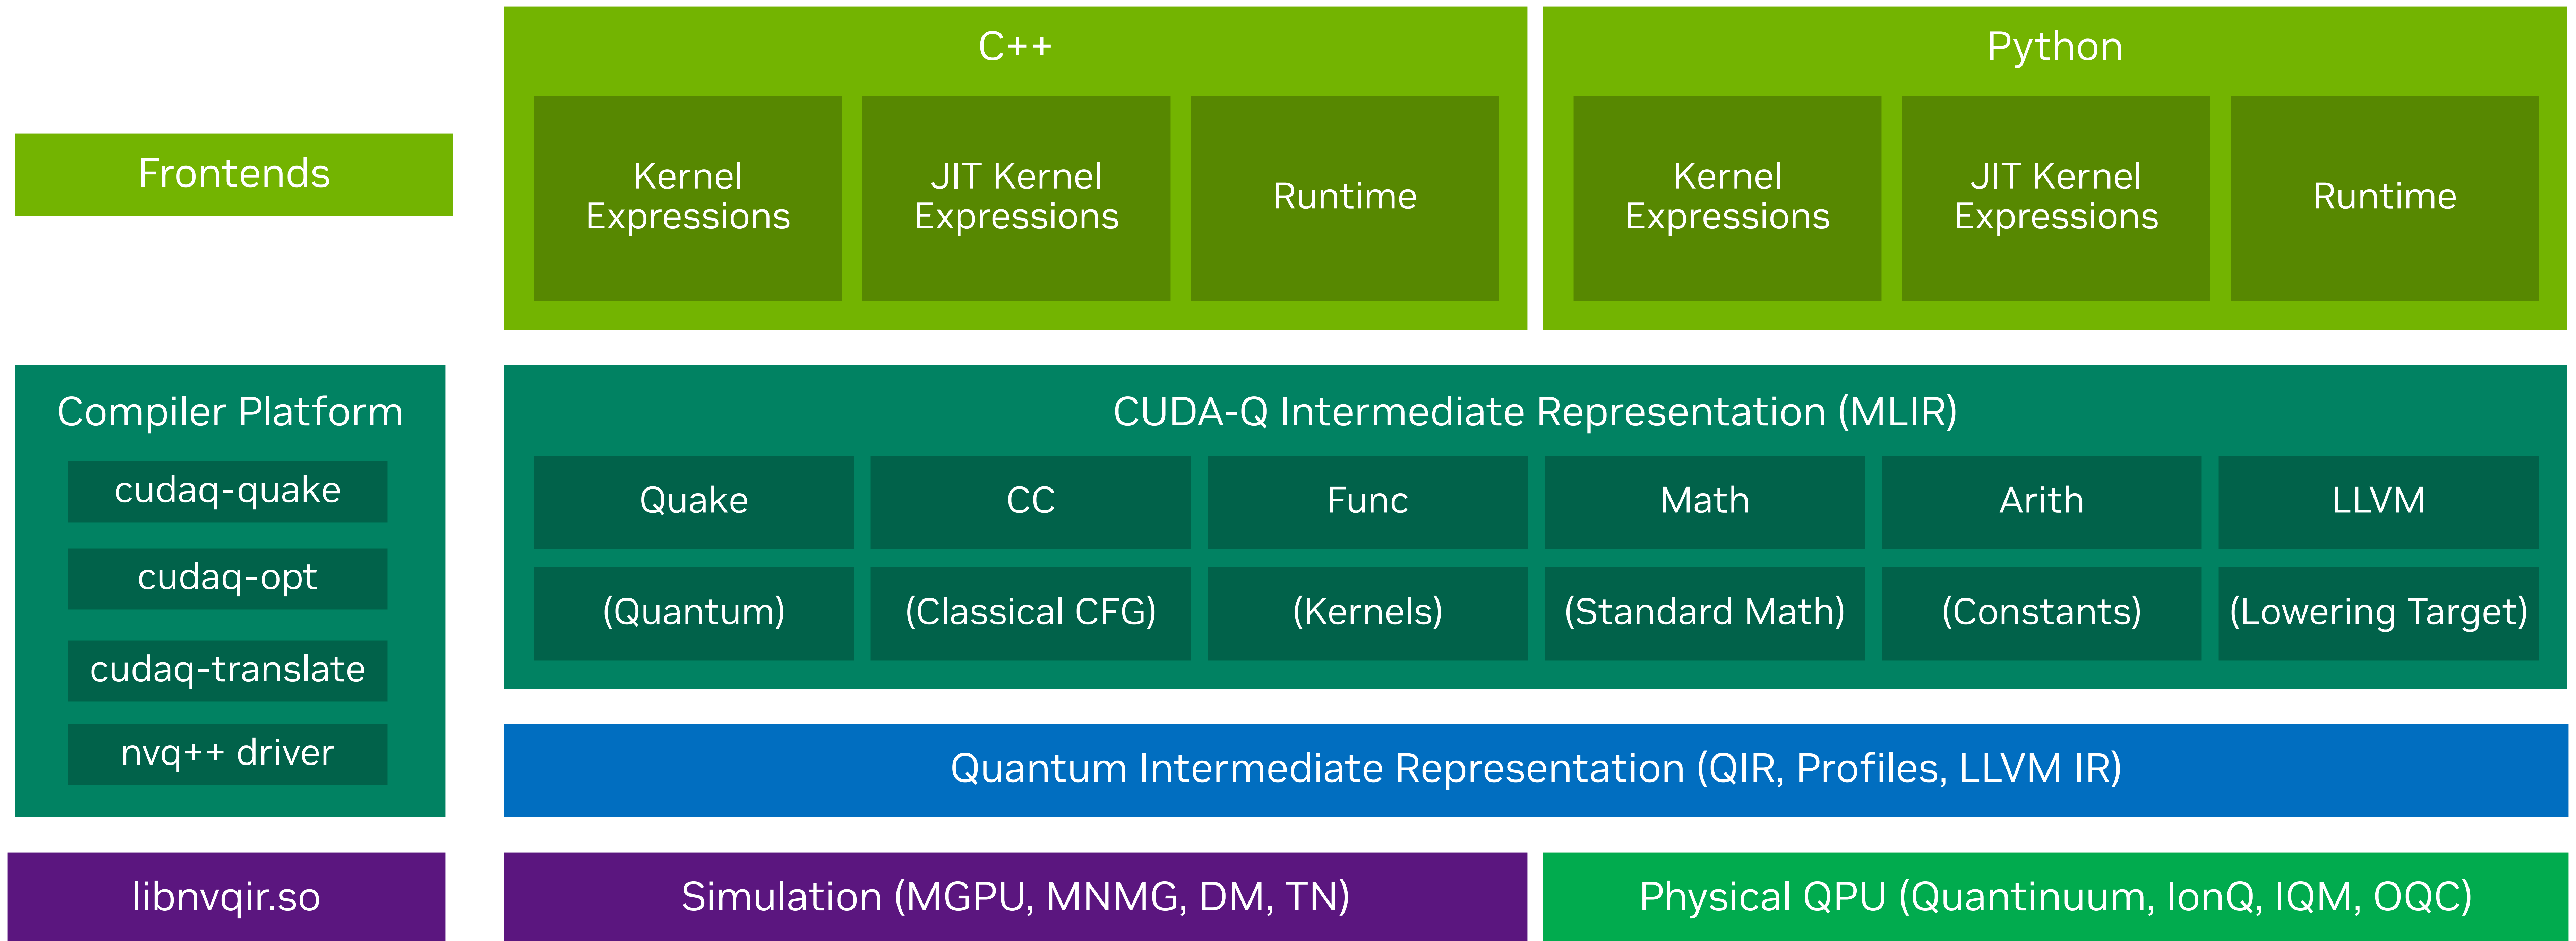 C++
Python
Frontends
Kernel
Expressions
JIT Kernel
Expressions
Runtime
Kernel
Expressions
JIT Kernel
Expressions
Runtime
Compiler Platform
cudaq-quake
cudaq-opt
cudaq-translate
nvq++ driver
CUDA-Q Intermediate Representation (MLIR)
Quake
CC
Func
Math
Arith
LLVM
(Quantum)
(Classical CFG)
(Kernels)
(Standard Math)
(Constants)
(Lowering Target)
Quantum Intermediate Representation (QIR, Profiles, LLVM IR)
libnvqir.so
Simulation (MGPU, MNMG, DM, TN)
Physical QPU (Quantinuum, IonQ, IQM, OQC)